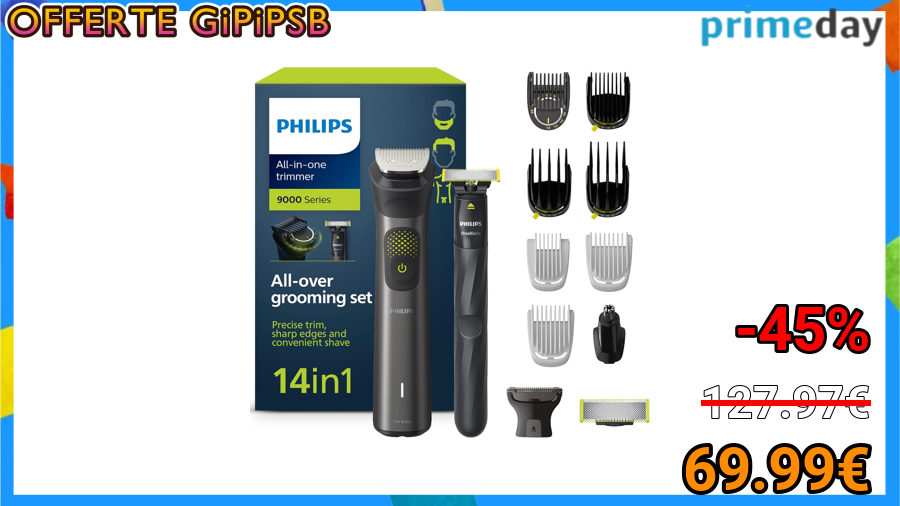 OFFERTE GiPiPSB
primeday
PHILIPS
All-in-one
trimmer
9000 Series
All-over
grooming set
Precise trim,
sharp edges and
convenient shave
14in1
PHILIPS
PHILIPS
OneBlade
-45%
127.97€
69.99€